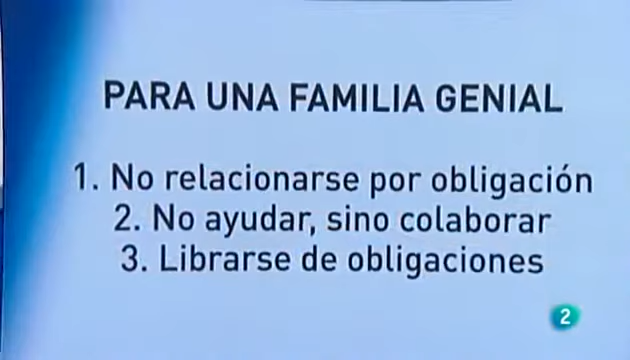 PARA UNA FAMILIA GENIAL
1. No relacionarse por obligación
2. No ayudar, sino colaborar
3. Librarse de obligaciones
2